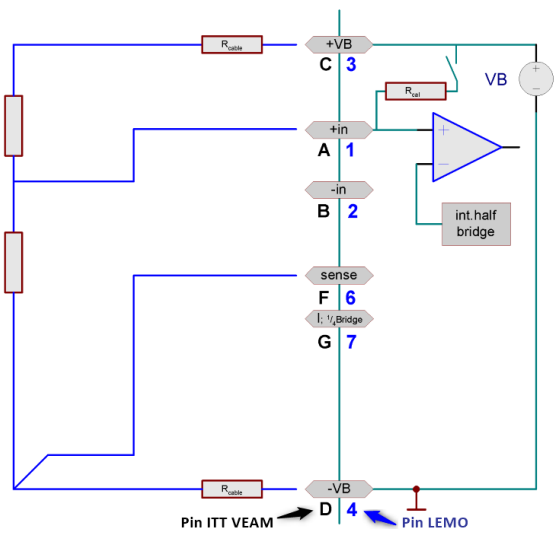 Rcable
+VB
C 3
VB
+
−
Rcal
+in
A 1
+
−
-in
B 2
int.half
bridge
sense
F 6
I; 1/4Bridge
G 7
Rcable
-VB
D 4
Pin ITT VEAM
Pin LEMO